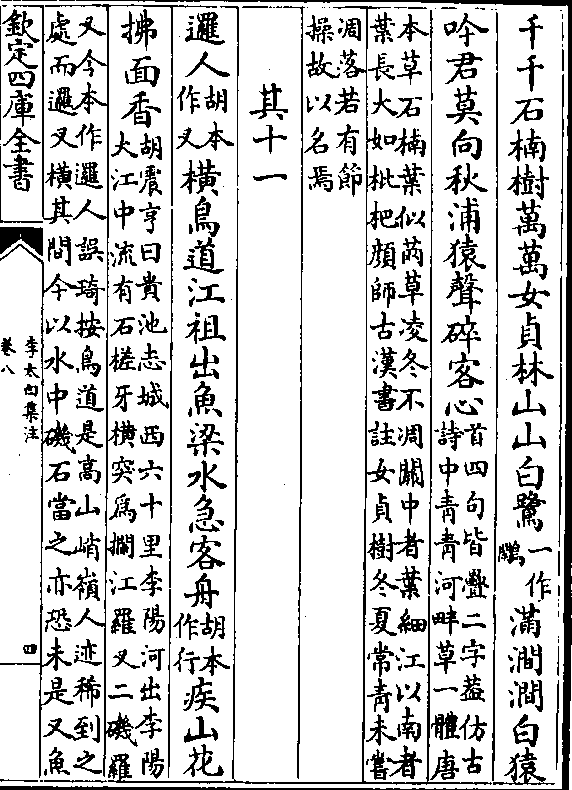 千千石楠樹萬萬女貞林山山白鷺一作鷴滿澗澗白猿
吟君莫向秋浦猿聲碎客心首四句皆疊二字蓋仿古
詩中青青河畔草一體唐
本草石楠葉似苪草凌冬不凋關中者葉細江以南者
葉長大如枇杷顔師古漢書註女貞樹冬夏常青未嘗
凋落若有節
操故以名焉
其十一
邏人胡本作叉橫鳥道江祖出魚梁水急客舟胡本作行疾山花
拂面香胡震亨曰貴池志城西六十里李陽河出李陽
大江中流有石槎牙橫突爲攔江羅叉二磯羅
叉今本作邏人誤琦按鳥道是高山峭嶺人迹稀到之
處而邏叉橫其間今以水中磯石當之亦恐未是又魚
欽定四庫全書
李太白集注
卷八
四